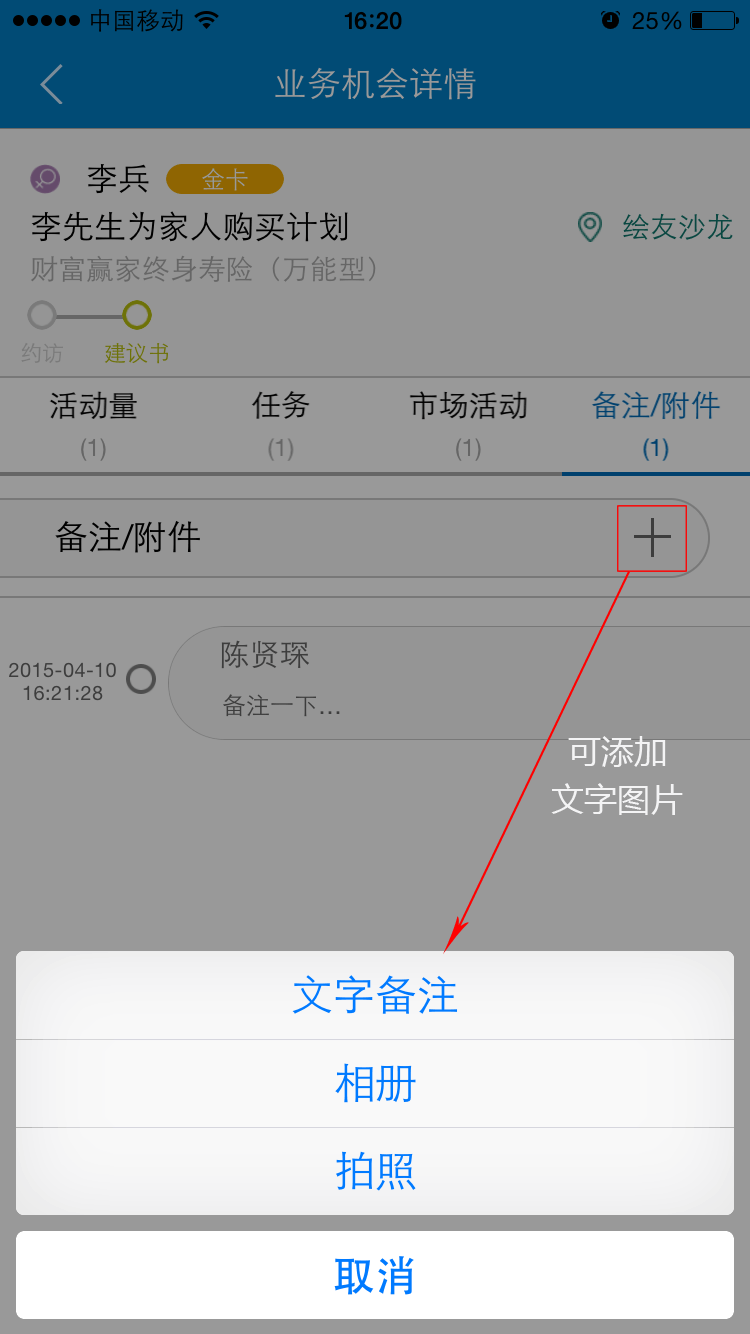 中国移动 16:20 25%
业务机会详情
李兵 金卡
李先生为家人购买计划 绘友沙龙
财富赢家终身寿险（万能型）
约访 建议书
活动量 任务 市场活动 备注/附件
(1) (1) (1) (1)
备注/附件
陈贤琛
2015-04-10
16:21:28
备注一下...
可添加
文字图片
文字备注
相册
拍照
取消